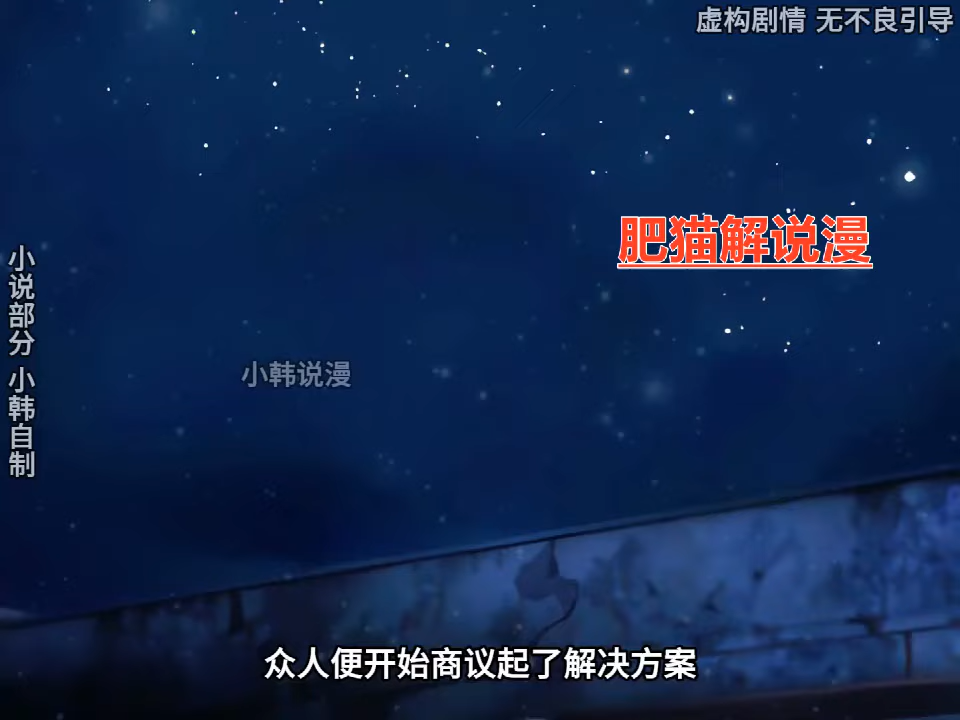 虚构剧情 无不良引导
肥猫解说漫
小说部分 小韩自制
小韩说漫
众人便开始商议起了解决方案